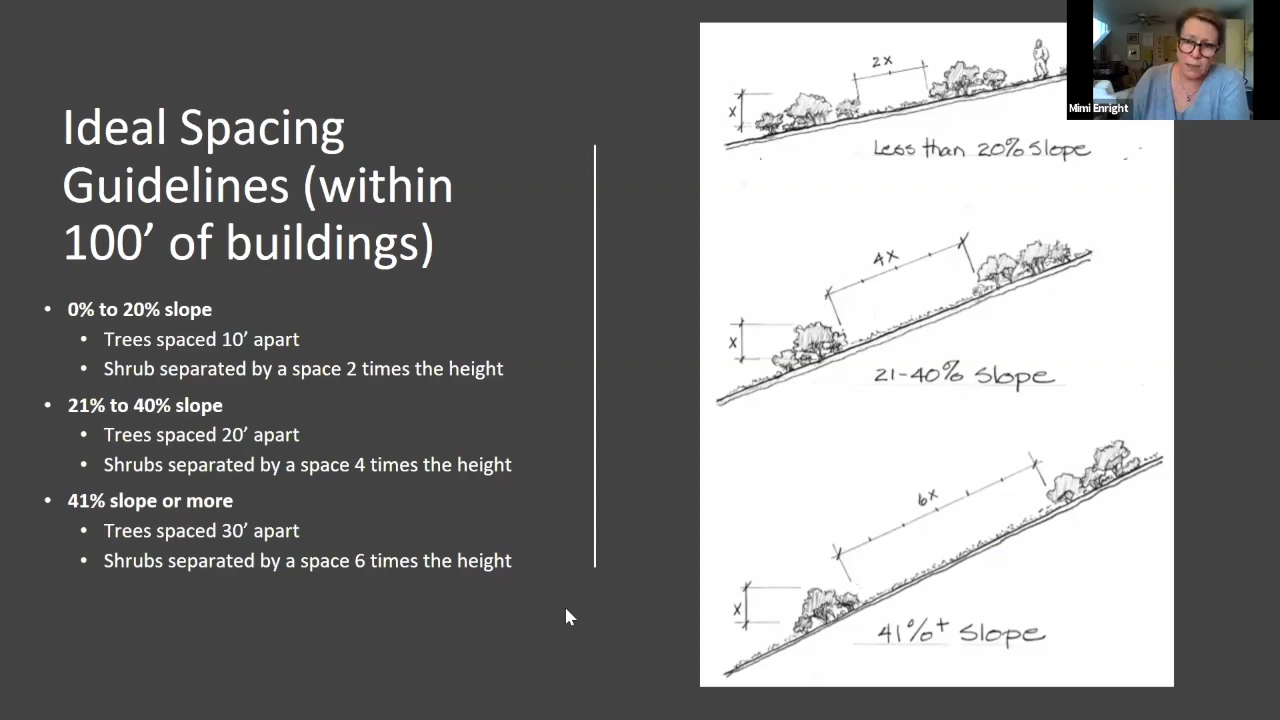 Ideal Spacing
Guidelines (within
100’ of buildings)
• 0% to 20% slope
• Trees spaced 10’ apart
• Shrub separated by a space 2 times the height
• 21% to 40% slope
• Trees spaced 20’ apart
• Shrubs separated by a space 4 times the height
• 41% slope or more
• Trees spaced 30’ apart
• Shrubs separated by a space 6 times the height
2x
x
Less than 20% Slope
4x
x
21-40% Slope
6x
x
41%+ Slope
Mimi Enright